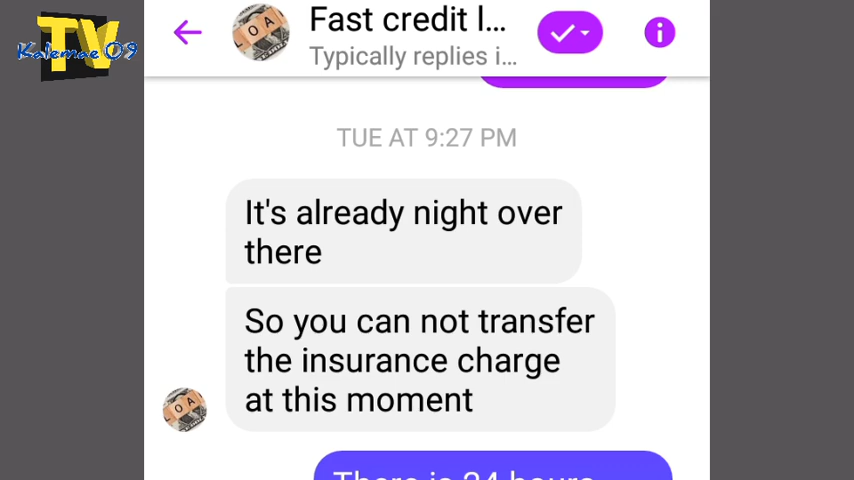 TV
Kalemae 09
Fast credit l...
Typically replies i...
TUE AT 9:27 PM
It's already night over
there
So you can not transfer
the insurance charge
at this moment
There is 24 hours